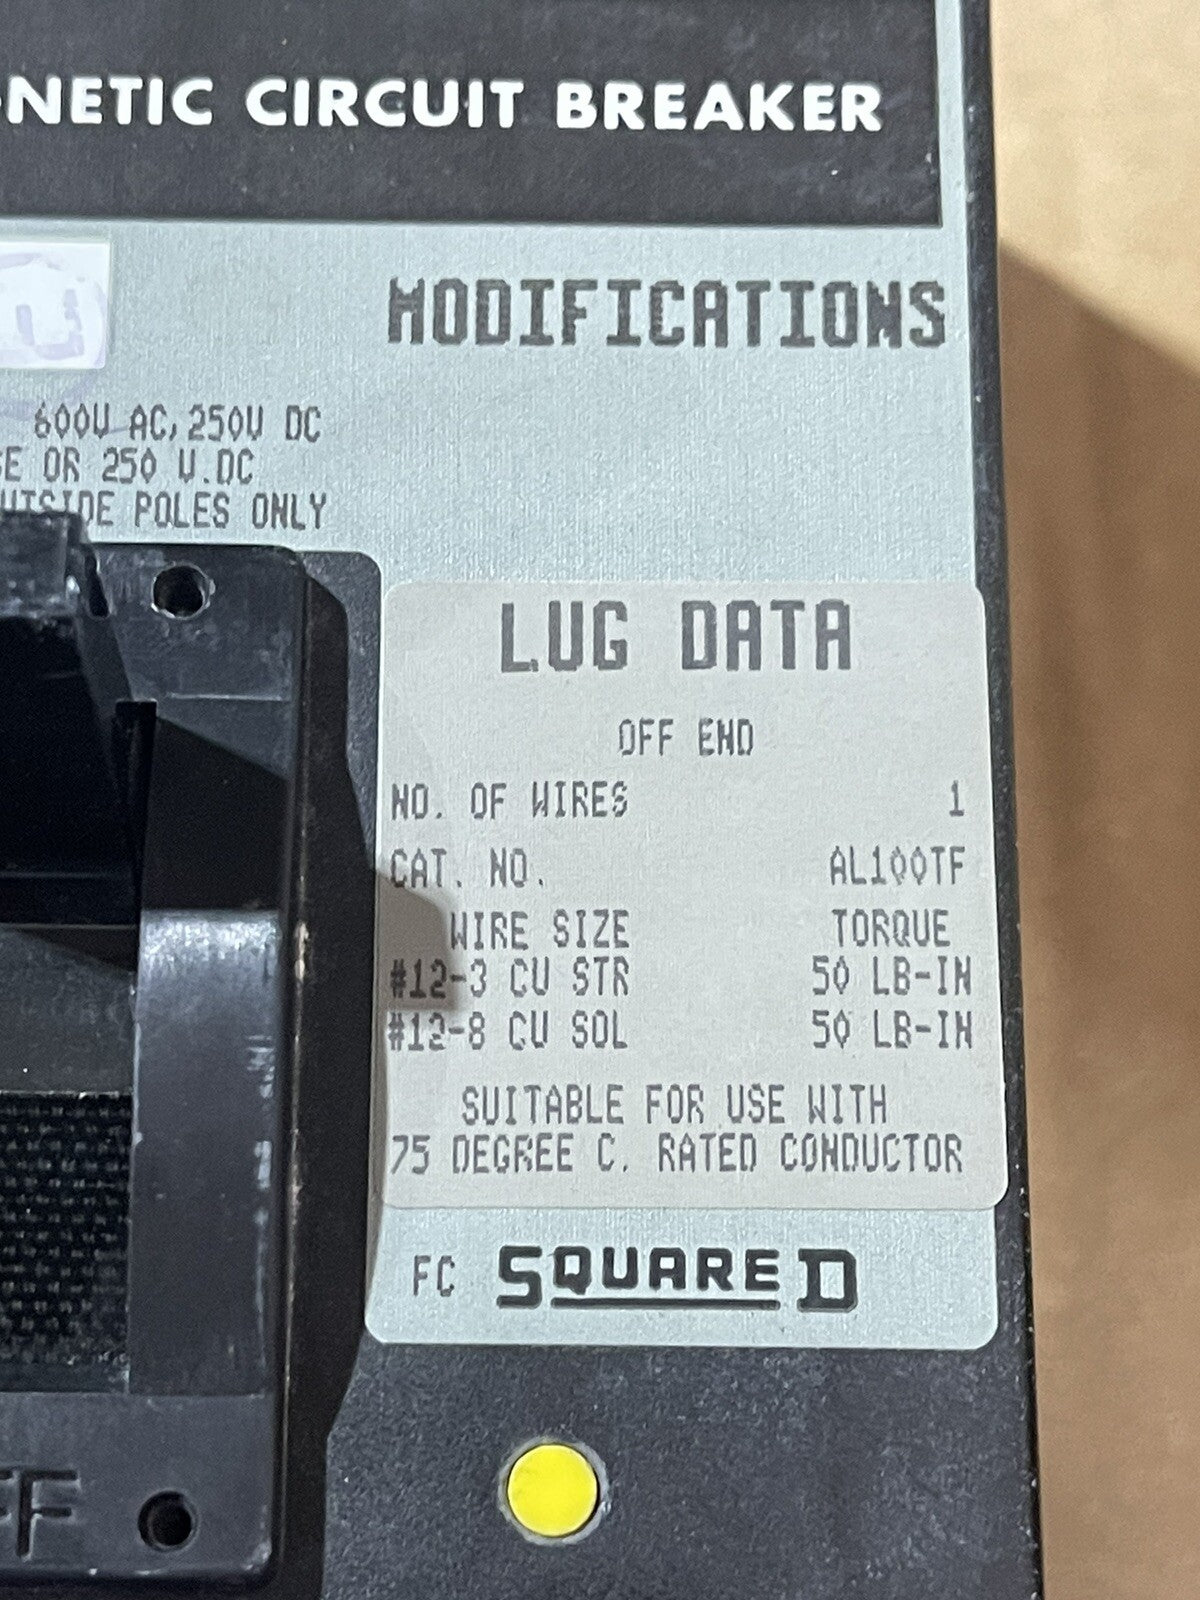 NETIC CIRCUIT BREAKER
MODIFICATIONS
600V AC, 250V DC
OR 250 V.DC
POLES ONLY
LUG DATA
OFF END
NO. OF WIRES 1
CAT. NO. AL100TF
WIRE SIZE TORQUE
#12-3 CU STR 50 LB-IN
#12-8 CU SOL 50 LB-IN
SUITABLE FOR USE WITH
75 DEGREE C. RATED CONDUCTOR
FC SQUARE D
FF